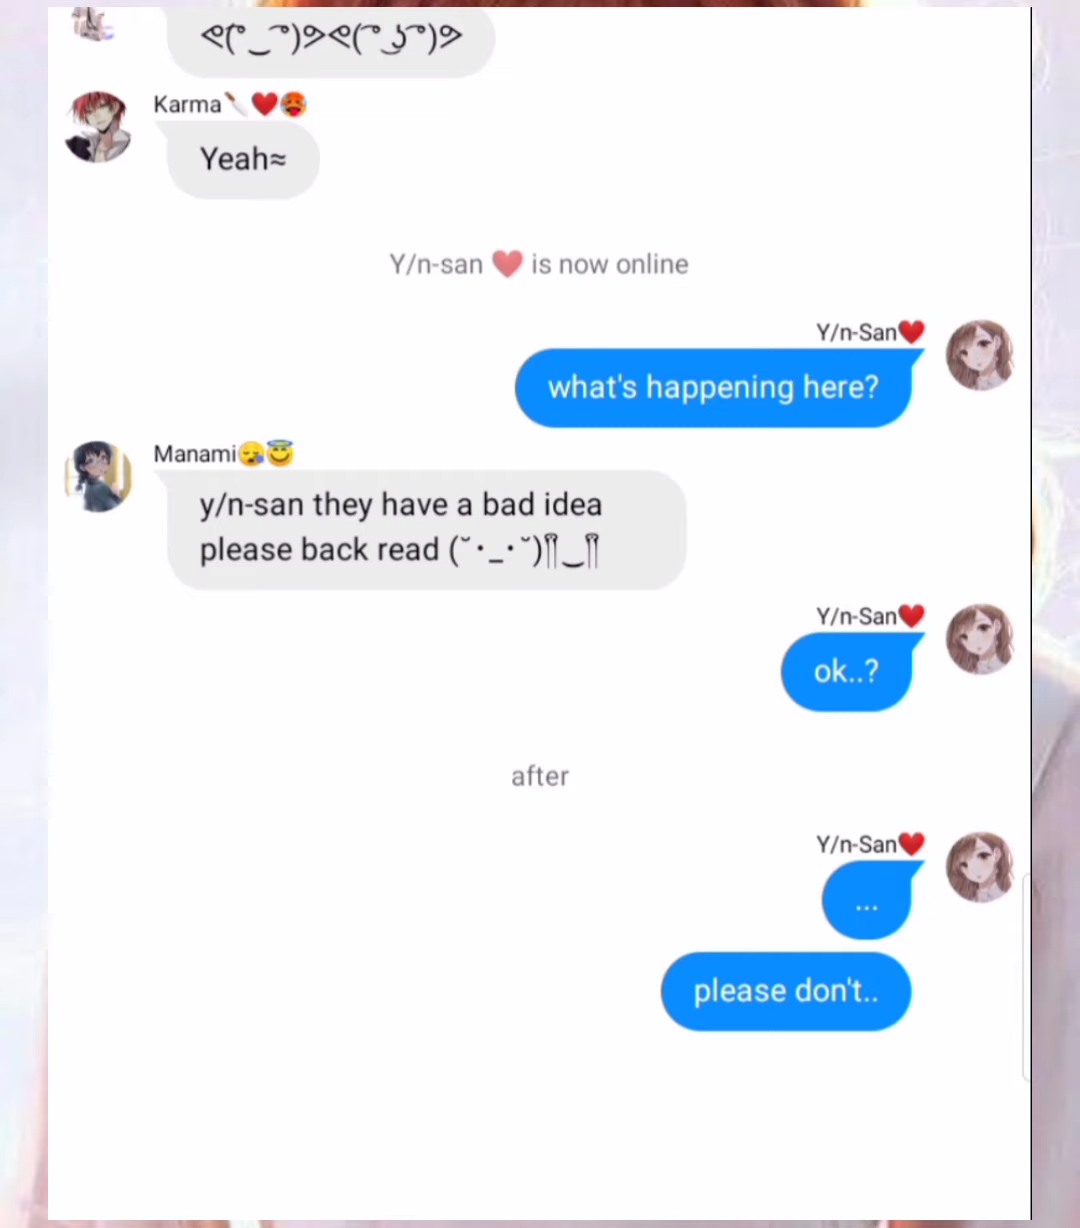 ᕙ( ͡° ‿ ͡°)ᕗᕙ( ͡° ͜ʖ ͡°)ᕗ
Karma🔪❤️🥵
Yeah≈
Y/n-san ❤️ is now online
Y/n-San❤️
what's happening here?
Manami😪😇
y/n-san they have a bad idea
please back read (˘･_･˘)༎ຶ‿༎ຶ
Y/n-San❤️
ok..?
after
Y/n-San❤️
...
please don't..